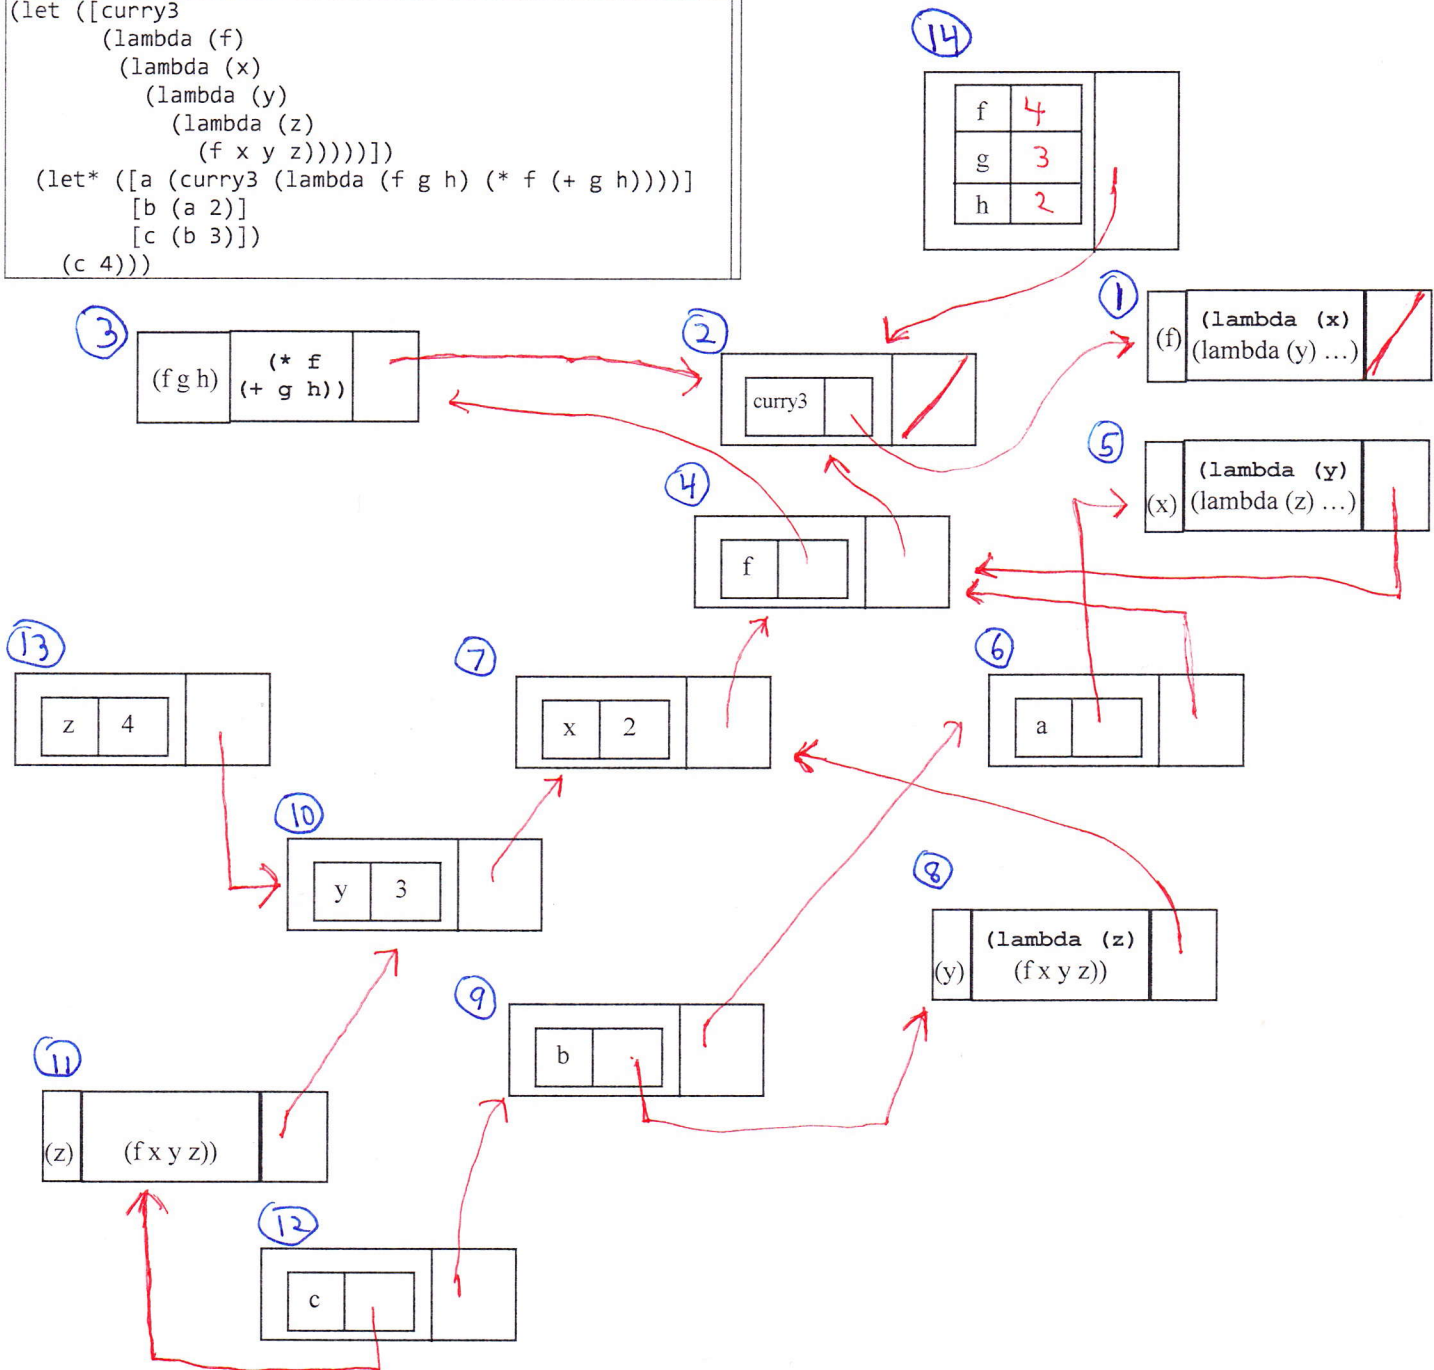 (let ([curry3
(lambda (f)
(lambda (x)
(lambda (y)
(lambda (z)
(f x y z)))))])
(let* ([a (curry3 (lambda (f g h) (* f (+ g h))))]
[b (a 2)]
[c (b 3)])
(c 4)))
14
f 4
g 3
h 2
1
(f) (lambda (x)
(lambda (y) ...)
3
(f g h) (* f
(+ g h))
2
curry3
5
(x) (lambda (y)
(lambda (z) ...)
4
f
13
z 4
7
x 2
6
a
10
y 3
8
(y) (lambda (z)
(f x y z))
9
b
11
(z) (f x y z))
12
c